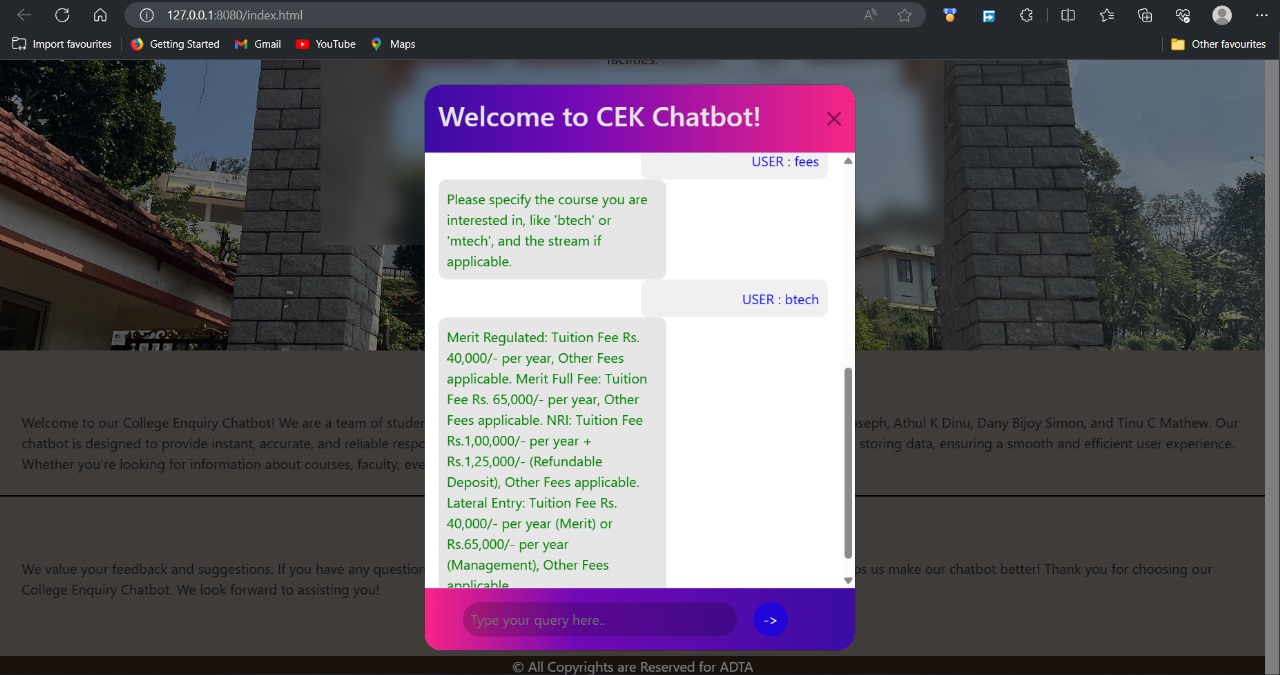 127.0.0.1:8080/index.html
Import favourites Getting Started Gmail YouTube Maps Other favourites
facilities.
Welcome to CEK Chatbot!
USER : fees
Please specify the course you are
interested in, like 'btech' or
'mtech', and the stream if
applicable.
USER : btech
Merit Regulated: Tuition Fee Rs.
40,000/- per year, Other Fees
applicable. Merit Full Fee: Tuition
Fee Rs. 65,000/- per year, Other
Fees applicable. NRI: Tuition Fee
Rs.1,00,000/- per year +
Rs.1,25,000/- (Refundable
Deposit), Other Fees applicable.
Lateral Entry: Tuition Fee Rs.
40,000/- per year (Merit) or
Rs.65,000/- per year
(Management), Other Fees
applicable
Type your query here..
->
Welcome to our College Enquiry Chatbot! We are a team of studen oseph, Athul K Dinu, Dany Bijoy Simon, and Tinu C Mathew. Our
chatbot is designed to provide instant, accurate, and reliable respo storing data, ensuring a smooth and efficient user experience.
Whether you're looking for information about courses, faculty, eve
We value your feedback and suggestions. If you have any question ps us make our chatbot better! Thank you for choosing our
College Enquiry Chatbot. We look forward to assisting you!
© All Copyrights are Reserved for ADTA